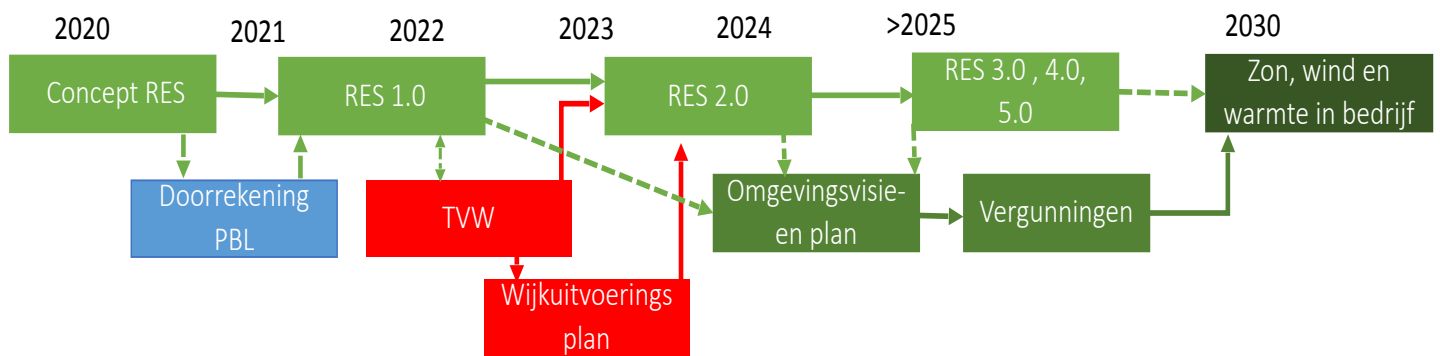 2020
2021
2022
2023
2024
>2025
2030
Concept RES
RES 1.0
RES 2.0
RES 3.0 , 4.0,
5.0
Zon, wind en
warmte in bedrijf
Doorrekening
PBL
TVW
Omgevingsvisie-
en plan
Vergunningen
Wijkuitvoerings
plan